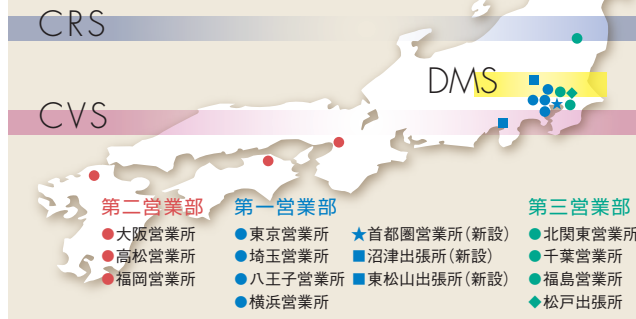 CRS
DMS
CVS
第二営業部
●大阪営業所
●高松営業所
●福岡営業所
第一営業部
●東京営業所
●埼玉営業所
●八王子営業所
●横浜営業所
★首都圏営業所(新設)
■沼津出張所(新設)
■東松山出張所(新設)
第三営業部
●北関東営業所
●千葉営業所
●福島営業所
◆松戸出張所